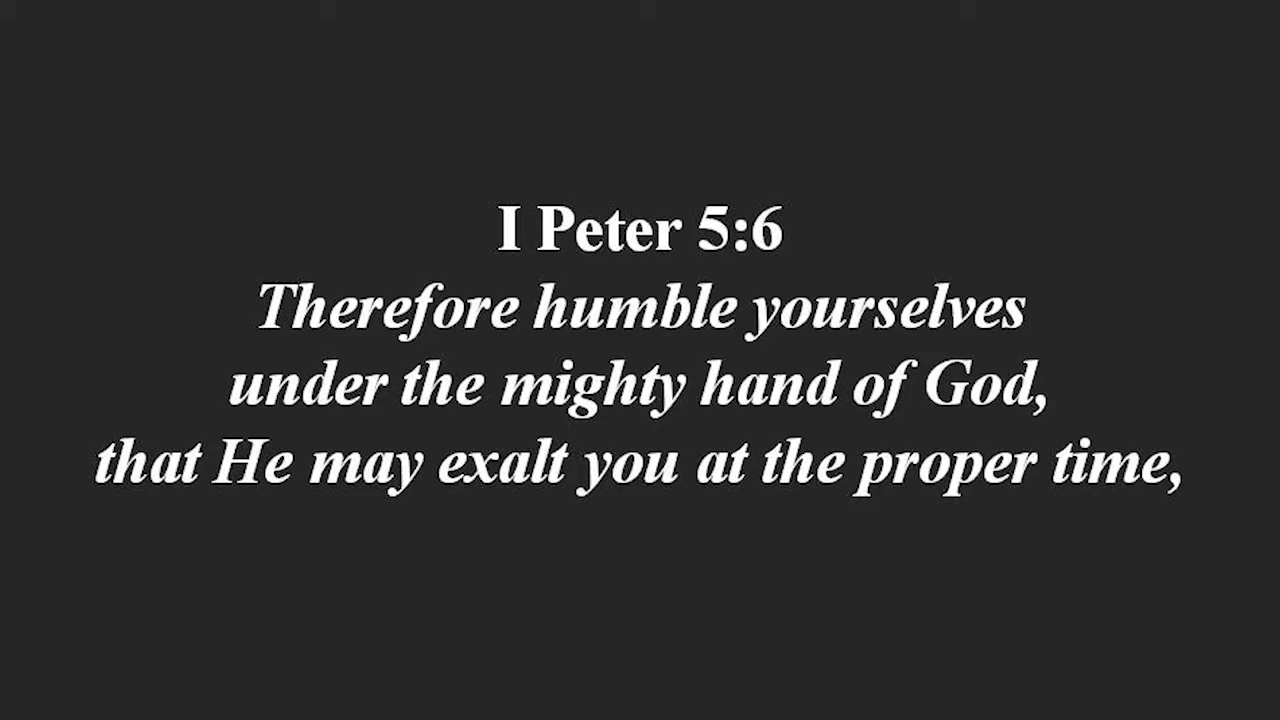 I Peter 5:6
Therefore humble yourselves
under the mighty hand of God,
that He may exalt you at the proper time,